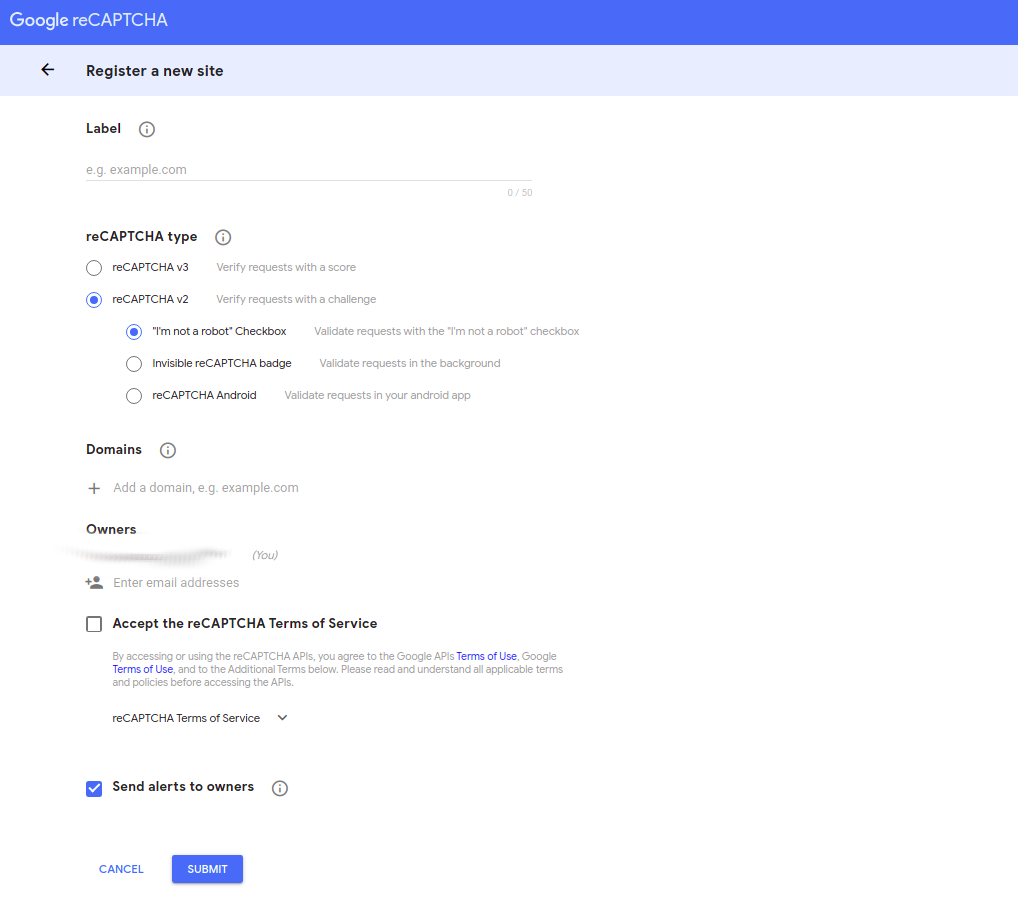 Google reCAPTCHA
Register a new site
Label
e.g. example.com
0 / 50
reCAPTCHA type
reCAPTCHA v3 Verify requests with a score
reCAPTCHA v2 Verify requests with a challenge
"I'm not a robot" Checkbox Validate requests with the "I'm not a robot" checkbox
Invisible reCAPTCHA badge Validate requests in the background
reCAPTCHA Android Validate requests in your android app
Domains
Add a domain, e.g. example.com
Owners
(You)
Enter email addresses
Accept the reCAPTCHA Terms of Service
By accessing or using the reCAPTCHA APIs, you agree to the Google APIs Terms of Use, Google
Terms of Use, and to the Additional Terms below. Please read and understand all applicable terms
and policies before accessing the APIs.
reCAPTCHA Terms of Service
Send alerts to owners
CANCEL SUBMIT